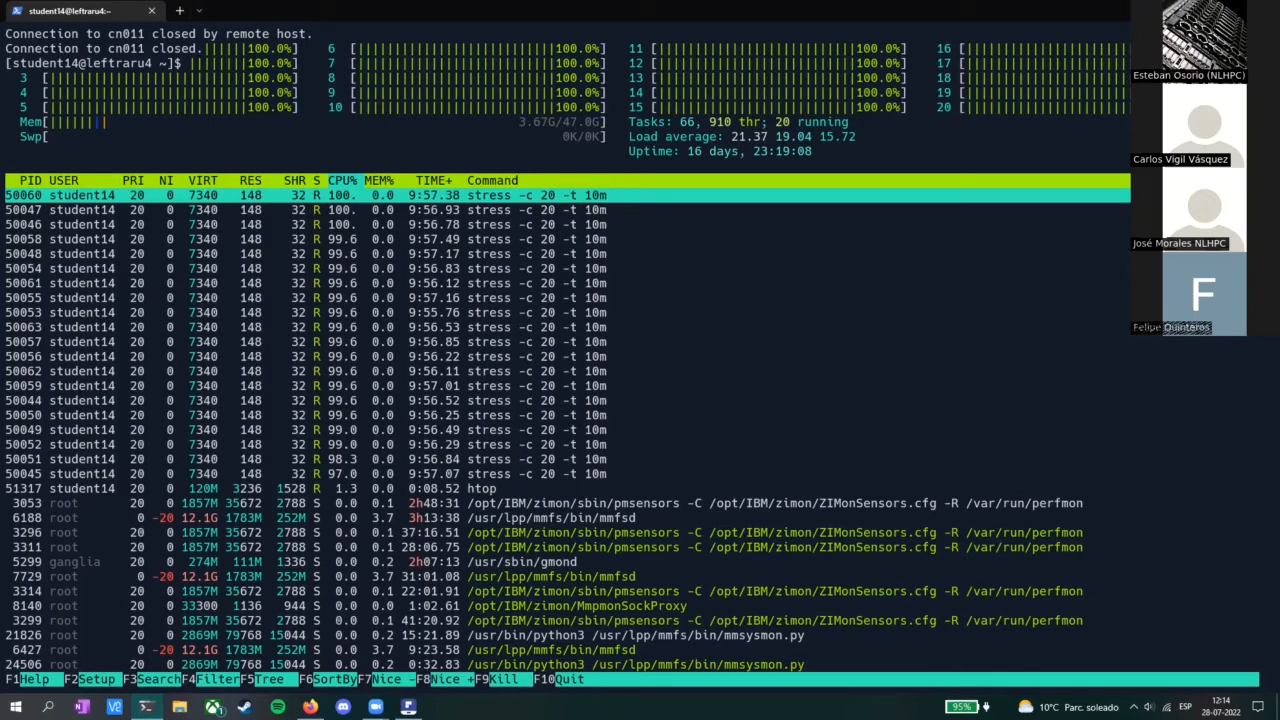 student14@leftraru4:~
Connection to cn011 closed by remote host.
Connection to cn011 closed.||||||||100.0%] 6 [||||||||||||||||||||||||||100.0%] 11 [||||||||||||||||||||||||||100.0%] 16 [||||||||||||||||||||||
[student14@leftraru4 ~]$ ||||||||100.0%] 7 [||||||||||||||||||||||||||100.0%] 12 [||||||||||||||||||||||||||100.0%] 17 [||||||||||||||||||||||
3 [||||||||||||||||||||||||||100.0%] 8 [||||||||||||||||||||||||||100.0%] 13 [||||||||||||||||||||||||||100.0%] 18 [||||||||||||||||||||||
4 [||||||||||||||||||||||||||100.0%] 9 [||||||||||||||||||||||||||100.0%] 14 [||||||||||||||||||||||||||100.0%] 19 [||||||||||||||||||||||
5 [||||||||||||||||||||||||||100.0%] 10 [||||||||||||||||||||||||||100.0%] 15 [||||||||||||||||||||||||||100.0%] 20 [||||||||||||||||||||||
Mem[|||||||| 3.67G/47.0G] Tasks: 66, 910 thr; 20 running
Swp[ 0K/0K] Load average: 21.37 19.04 15.72
Uptime: 16 days, 23:19:08
PID USER PRI NI VIRT RES SHR S CPU% MEM% TIME+ Command
50060 student14 20 0 7340 148 32 R 100. 0.0 9:57.38 stress -c 20 -t 10m
50047 student14 20 0 7340 148 32 R 100. 0.0 9:56.93 stress -c 20 -t 10m
50046 student14 20 0 7340 148 32 R 100. 0.0 9:56.78 stress -c 20 -t 10m
50058 student14 20 0 7340 148 32 R 99.6 0.0 9:57.49 stress -c 20 -t 10m
50048 student14 20 0 7340 148 32 R 99.6 0.0 9:57.17 stress -c 20 -t 10m
50054 student14 20 0 7340 148 32 R 99.6 0.0 9:56.83 stress -c 20 -t 10m
50061 student14 20 0 7340 148 32 R 99.6 0.0 9:56.12 stress -c 20 -t 10m
50055 student14 20 0 7340 148 32 R 99.6 0.0 9:57.16 stress -c 20 -t 10m
50053 student14 20 0 7340 148 32 R 99.6 0.0 9:55.76 stress -c 20 -t 10m
50063 student14 20 0 7340 148 32 R 99.6 0.0 9:56.53 stress -c 20 -t 10m
50057 student14 20 0 7340 148 32 R 99.6 0.0 9:56.85 stress -c 20 -t 10m
50056 student14 20 0 7340 148 32 R 99.6 0.0 9:56.22 stress -c 20 -t 10m
50062 student14 20 0 7340 148 32 R 99.6 0.0 9:56.11 stress -c 20 -t 10m
50059 student14 20 0 7340 148 32 R 99.6 0.0 9:57.01 stress -c 20 -t 10m
50044 student14 20 0 7340 148 32 R 99.6 0.0 9:56.52 stress -c 20 -t 10m
50050 student14 20 0 7340 148 32 R 99.6 0.0 9:56.25 stress -c 20 -t 10m
50049 student14 20 0 7340 148 32 R 99.6 0.0 9:56.63 stress -c 20 -t 10m
50052 student14 20 0 7340 148 32 R 99.6 0.0 9:56.29 stress -c 20 -t 10m
50051 student14 20 0 7340 148 32 R 98.3 0.0 9:56.84 stress -c 20 -t 10m
50045 student14 20 0 7340 148 32 R 97.0 0.0 9:57.07 stress -c 20 -t 10m
51317 student14 20 0 120M 3236 1528 R 1.3 0.0 0:08.52 htop
3053 root 20 0 1857M 35672 2788 S 0.0 0.1 2h48:31 /opt/IBM/zimon/sbin/pmsensors -C /opt/IBM/zimon/ZIMonSensors.cfg -R /var/run/perfmon
6188 root 0 -20 12.1G 1783M 252M S 0.0 3.7 3h13:38 /usr/lpp/mmfs/bin/mmfsd
3296 root 20 0 1857M 35672 2788 S 0.0 0.1 37:16.51 /opt/IBM/zimon/sbin/pmsensors -C /opt/IBM/zimon/ZIMonSensors.cfg -R /var/run/perfmon
3311 root 20 0 1857M 35672 2788 S 0.0 0.1 28:06.75 /opt/IBM/zimon/sbin/pmsensors -C /opt/IBM/zimon/ZIMonSensors.cfg -R /var/run/perfmon
5299 ganglia 20 0 274M 111M 1336 S 0.0 0.2 2h07:13 /usr/sbin/gmond
7729 root 0 -20 12.1G 1783M 252M S 0.0 3.7 31:01.08 /usr/lpp/mmfs/bin/mmfsd
3314 root 20 0 1857M 35672 2788 S 0.0 0.1 22:01.91 /opt/IBM/zimon/sbin/pmsensors -C /opt/IBM/zimon/ZIMonSensors.cfg -R /var/run/perfmon
8140 root 20 0 33300 1136 944 S 0.0 0.0 1:02.61 /opt/IBM/zimon/MmpmonSockProxy
3299 root 20 0 1857M 35672 2788 S 0.0 0.1 41:20.92 /opt/IBM/zimon/sbin/pmsensors -C /opt/IBM/zimon/ZIMonSensors.cfg -R /var/run/perfmon
21826 root 20 0 2869M 79768 15044 S 0.0 0.2 15:21.89 /usr/bin/python3 /usr/lpp/mmfs/bin/mmsysmon.py
6427 root 0 -20 12.1G 1783M 252M S 0.0 3.7 9:23.58 /usr/lpp/mmfs/bin/mmfsd
24506 root 20 0 2869M 79768 15044 S 0.0 0.2 0:32.83 /usr/bin/python3 /usr/lpp/mmfs/bin/mmsysmon.py
F1Help F2Setup F3SearchF4FilterF5Tree F6SortByF7Nice -F8Nice +F9Kill F10Quit
Esteban Osorio (NLHPC)
Carlos Vigil Vásquez
José Morales NLHPC
F
Felipe Quinteros
95%
10°C Parc. soleado
ESP
12:14
28-07-2022